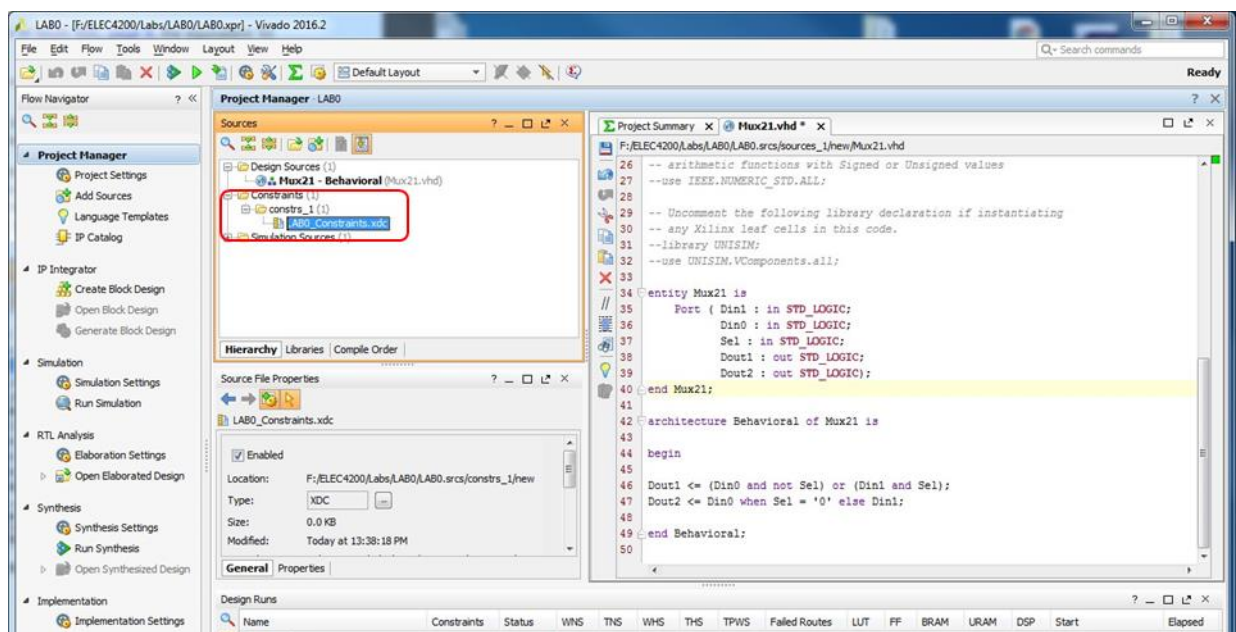 LAB0 - [F:/ELEC4200/Labs/LAB0/LAB0.xpr] - Vivado 2016.2
File Edit Flow Tools Window Layout View Help
Q- Search commands
Default Layout
Ready
Flow Navigator
Project Manager
Project Settings
Add Sources
Language Templates
IP Catalog
IP Integrator
Create Block Design
Open Block Design
Generate Block Design
Simulation
Simulation Settings
Run Simulation
RTL Analysis
Elaboration Settings
Open Elaborated Design
Synthesis
Synthesis Settings
Run Synthesis
Open Synthesized Design
Implementation
Implementation Settings
Project Manager - LAB0
Sources
Design Sources (1)
Mux21 - Behavioral (Mux21.vhd)
Constraints (1)
constrs_1 (1)
LAB0_Constraints.xdc
Simulation Sources (1)
Hierarchy Libraries Compile Order
Source File Properties
LAB0_Constraints.xdc
Enabled
Location: F:/ELEC4200/Labs/LAB0/LAB0.srcs/constrs_1/new
Type: XDC
Size: 0.0 KB
Modified: Today at 13:38:18 PM
General Properties
Project Summary Mux21.vhd *
F:/ELEC4200/Labs/LAB0/LAB0.srcs/sources_1/new/Mux21.vhd
26 -- arithmetic functions with Signed or Unsigned values
27 --use IEEE.NUMERIC_STD.ALL;
28
29 -- Uncomment the following library declaration if instantiating
30 -- any Xilinx leaf cells in this code.
31 --library UNISIM;
32 --use UNISIM.VComponents.all;
33
34 entity Mux21 is
35 Port ( Din1 : in STD_LOGIC;
36 Din0 : in STD_LOGIC;
37 Sel : in STD_LOGIC;
38 Dout1 : out STD_LOGIC;
39 Dout2 : out STD_LOGIC);
40 end Mux21;
41
42 architecture Behavioral of Mux21 is
43
44 begin
45
46 Dout1 <= (Din0 and not Sel) or (Din1 and Sel);
47 Dout2 <= Din0 when Sel = '0' else Din1;
48
49 end Behavioral;
50
Design Runs
Name Constraints Status WNS TNS WHS THS TPWS Failed Routes LUT FF BRAM URAM DSP Start Elapsed